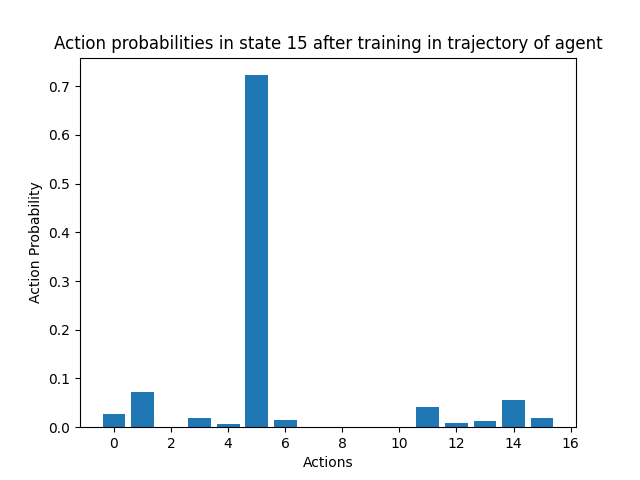 Action probabilities in state 15 after training in trajectory of agent
0.7
0.6
0.5
0.4
0.3
0.2
0.1
0.0
Action Probability
0 2 4 6 8 10 12 14 16
Actions